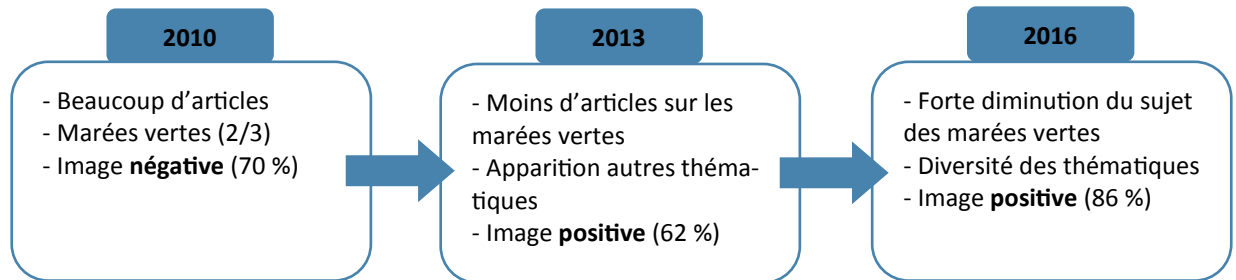 2010
- Beaucoup d'articles
- Marées vertes (2/3)
- Image négative (70 %)
2013
- Moins d'articles sur les
marées vertes
- Apparition autres théma-
tiques
- Image positive (62 %)
2016
- Forte diminution du sujet
des marées vertes
- Diversité des thématiques
- Image positive (86 %)